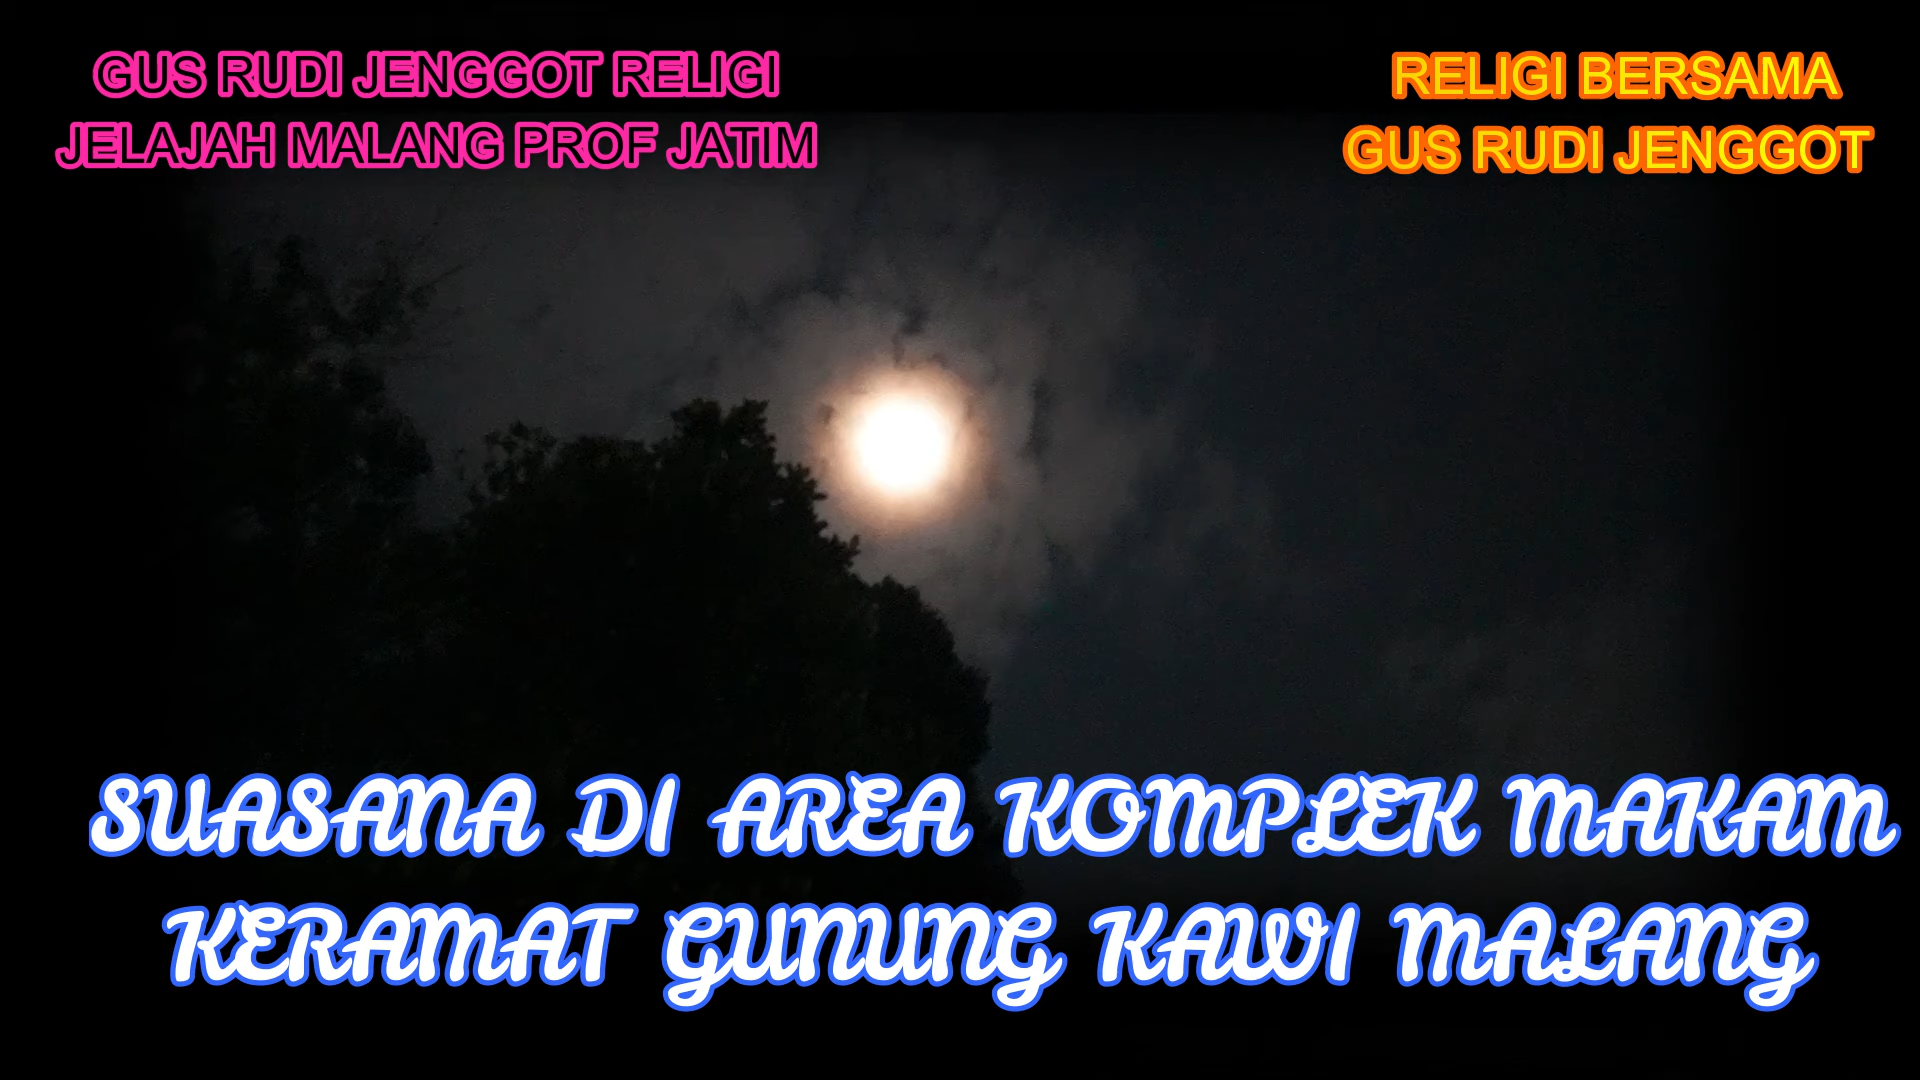 GUS RUDI JENGGOT RELIGI
JELAJAH MALANG PROF JATIM
RELIGI BERSAMA
GUS RUDI JENGGOT
SUASANA DI AREA KOMPLEK MAKAM
KERAMAT GUNUNG KAWI MALANG